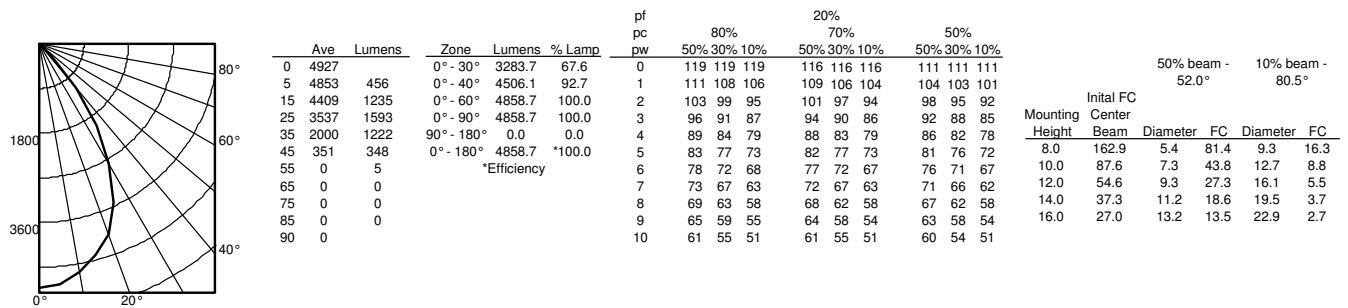 1800
3600
0°
20°
40°
60°
80°
Ave Lumens
0 4927
5 4853 456
15 4409 1235
25 3537 1593
35 2000 1222
45 351 348
55 0 5
65 0 0
75 0 0
85 0 0
90 0
Zone Lumens % Lamp
0° - 30° 3283.7 67.6
0° - 40° 4506.1 92.7
0° - 60° 4858.7 100.0
0° - 90° 4858.7 100.0
90° - 180° 0.0 0.0
0° - 180° 4858.7 *100.0
*Efficiency
pf 20%
pc 80% 70% 50%
pw 50% 30% 10% 50% 30% 10% 50% 30% 10%
0 119 119 119 116 116 116 111 111 111
1 111 108 106 109 106 104 104 103 101
2 103 99 95 101 97 94 98 95 92
3 96 91 87 94 90 86 92 88 85
4 89 84 79 88 83 79 86 82 78
5 83 77 73 82 77 73 81 76 72
6 78 72 68 77 72 67 76 71 67
7 73 67 63 72 67 63 71 66 62
8 69 63 58 68 62 58 67 62 58
9 65 59 55 64 58 54 63 58 54
10 61 55 51 61 55 51 60 54 51
50% beam - 10% beam -
52.0° 80.5°
Inital FC
Mounting Center
Height Beam Diameter FC Diameter FC
8.0 162.9 5.4 81.4 9.3 16.3
10.0 87.6 7.3 43.8 12.7 8.8
12.0 54.6 9.3 27.3 16.1 5.5
14.0 37.3 11.2 18.6 19.5 3.7
16.0 27.0 13.2 13.5 22.9 2.7